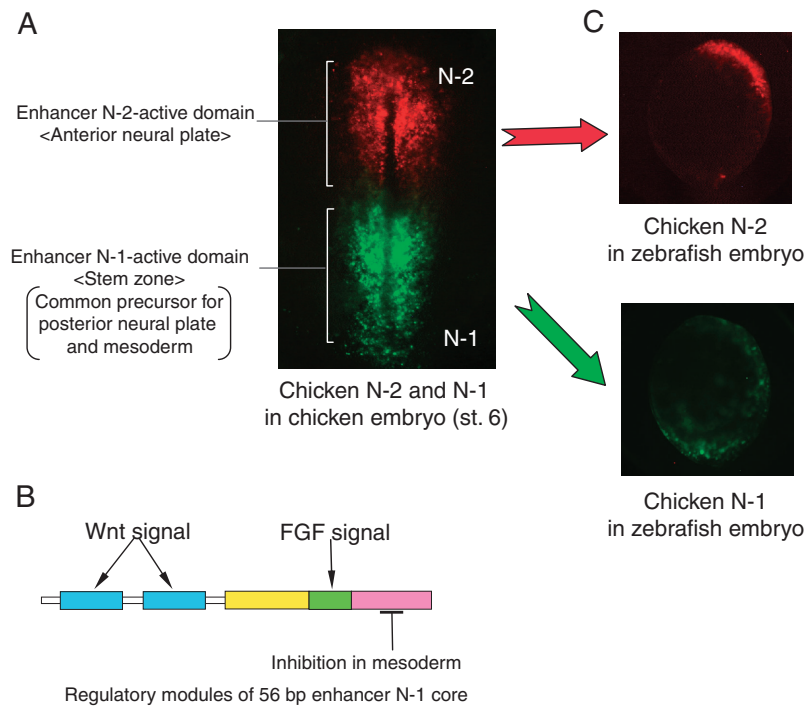 A
N-2
Enhancer N-2-active domain
<Anterior neural plate>
Enhancer N-1-active domain
<Stem zone>
Common precursor for
posterior neural plate
and mesoderm
N-1
Chicken N-2 and N-1
in chicken embryo (st. 6)
C
Chicken N-2
in zebrafish embryo
Chicken N-1
in zebrafish embryo
B
Wnt signal
FGF signal
Inhibition in mesoderm
Regulatory modules of 56 bp enhancer N-1 core